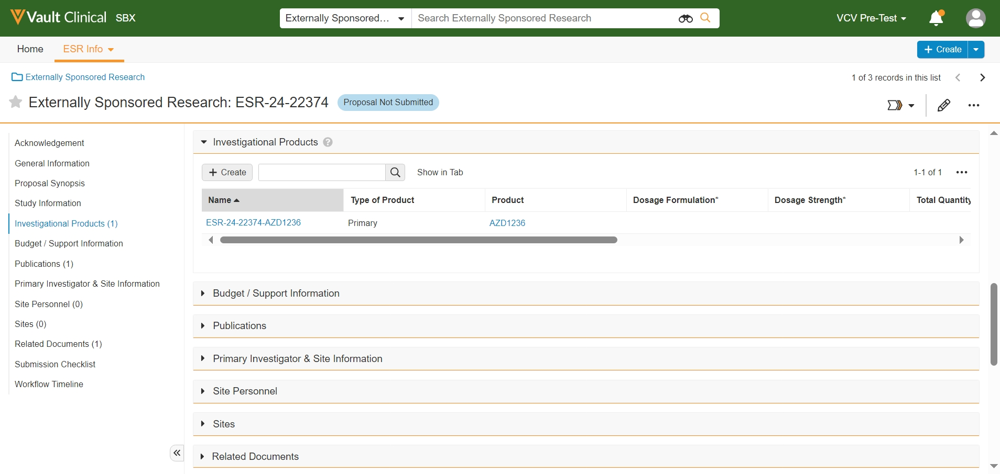 Vault Clinical SBX
Externally Sponsored... Search Externally Sponsored Research
VCV Pre-Test
Home ESR Info
+ Create
Externally Sponsored Research
1 of 3 records in this list
Externally Sponsored Research: ESR-24-22374 Proposal Not Submitted
Acknowledgement
General Information
Proposal Synopsis
Study Information
Investigational Products (1)
Budget / Support Information
Publications (1)
Primary Investigator & Site Information
Site Personnel (0)
Sites (0)
Related Documents (1)
Submission Checklist
Workflow Timeline
Investigational Products ?
+ Create Show in Tab 1-1 of 1
Name Type of Product Product Dosage Formulation* Dosage Strength* Total Quantity
ESR-24-22374-AZD1236 Primary AZD1236
Budget / Support Information
Publications
Primary Investigator & Site Information
Site Personnel
Sites
Related Documents